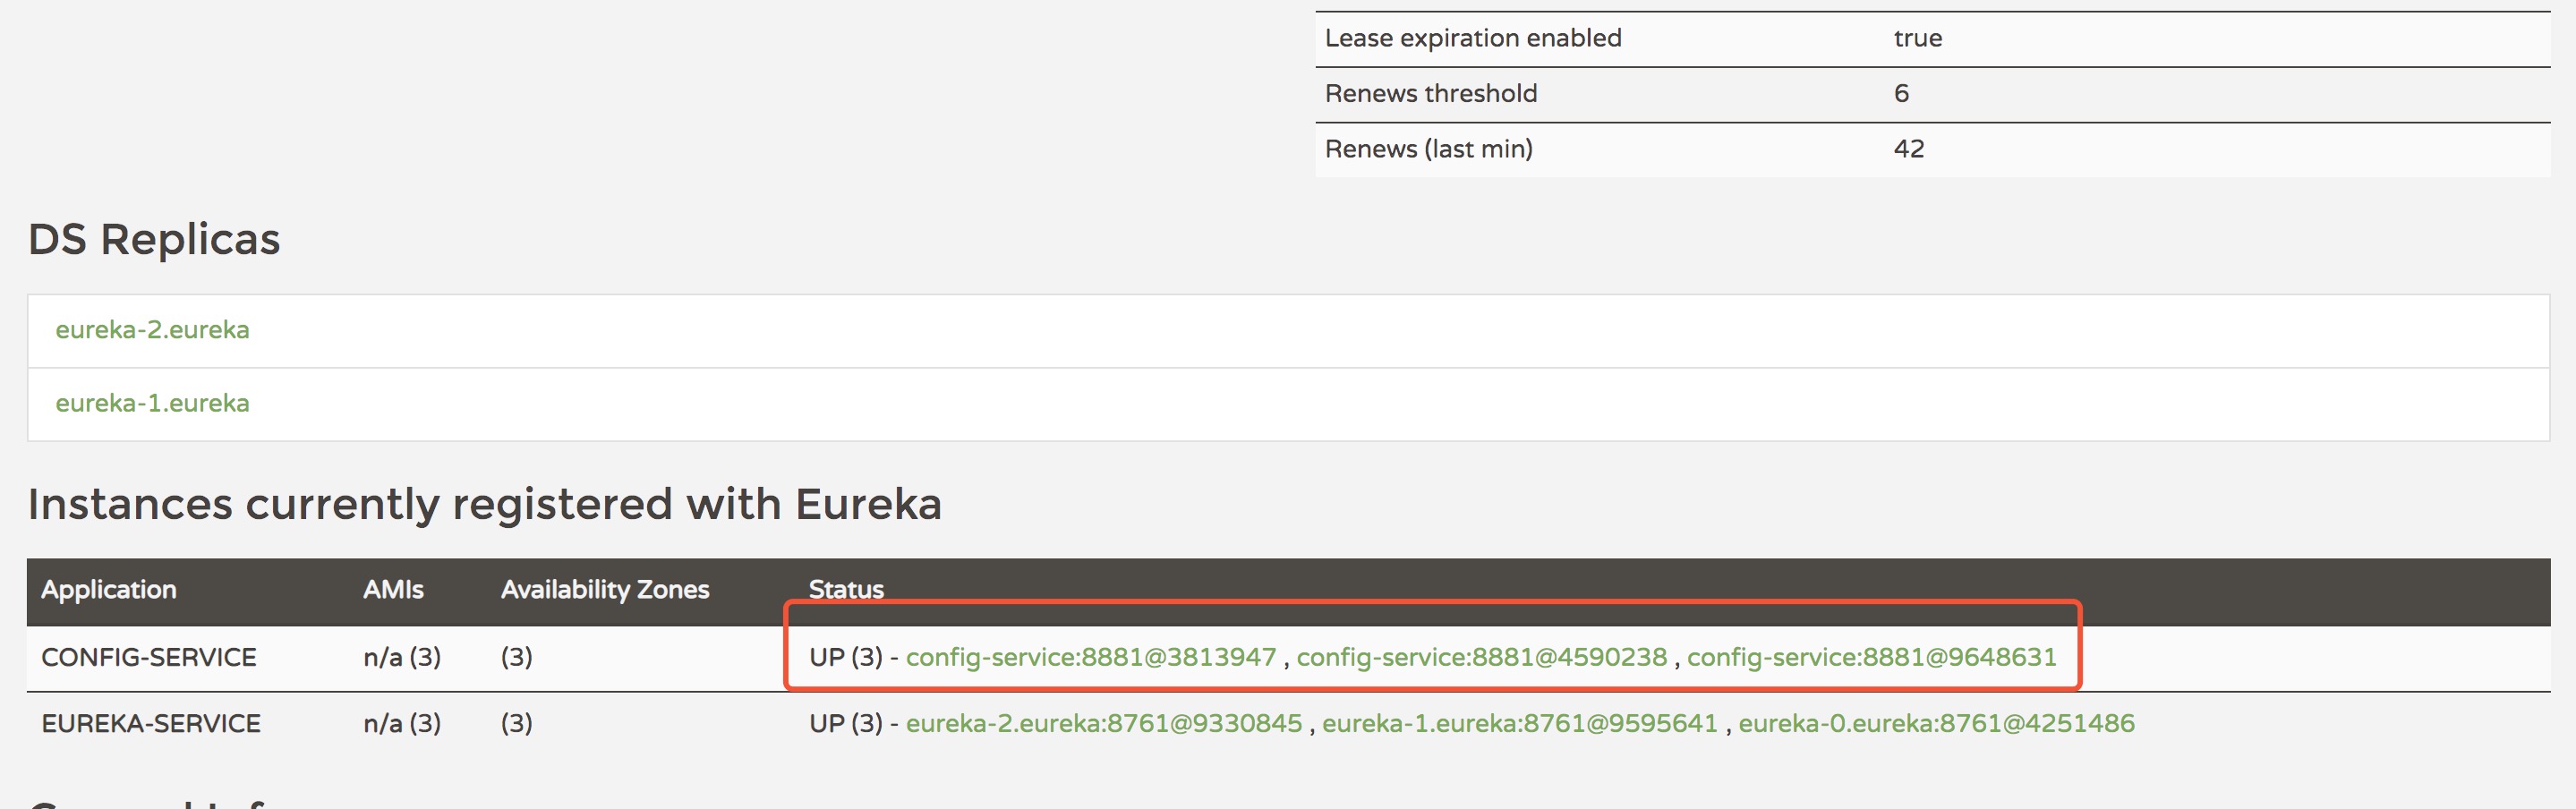 Lease expiration enabled true
Renews threshold 6
Renews (last min) 42
DS Replicas
eureka-2.eureka
eureka-1.eureka
Instances currently registered with Eureka
Application AMIs Availability Zones Status
CONFIG-SERVICE n/a (3) (3) UP (3) - config-service:8881@3813947 , config-service:8881@4590238 , config-service:8881@9648631
EUREKA-SERVICE n/a (3) (3) UP (3) - eureka-2.eureka:8761@9330845 , eureka-1.eureka:8761@9595641 , eureka-0.eureka:8761@4251486